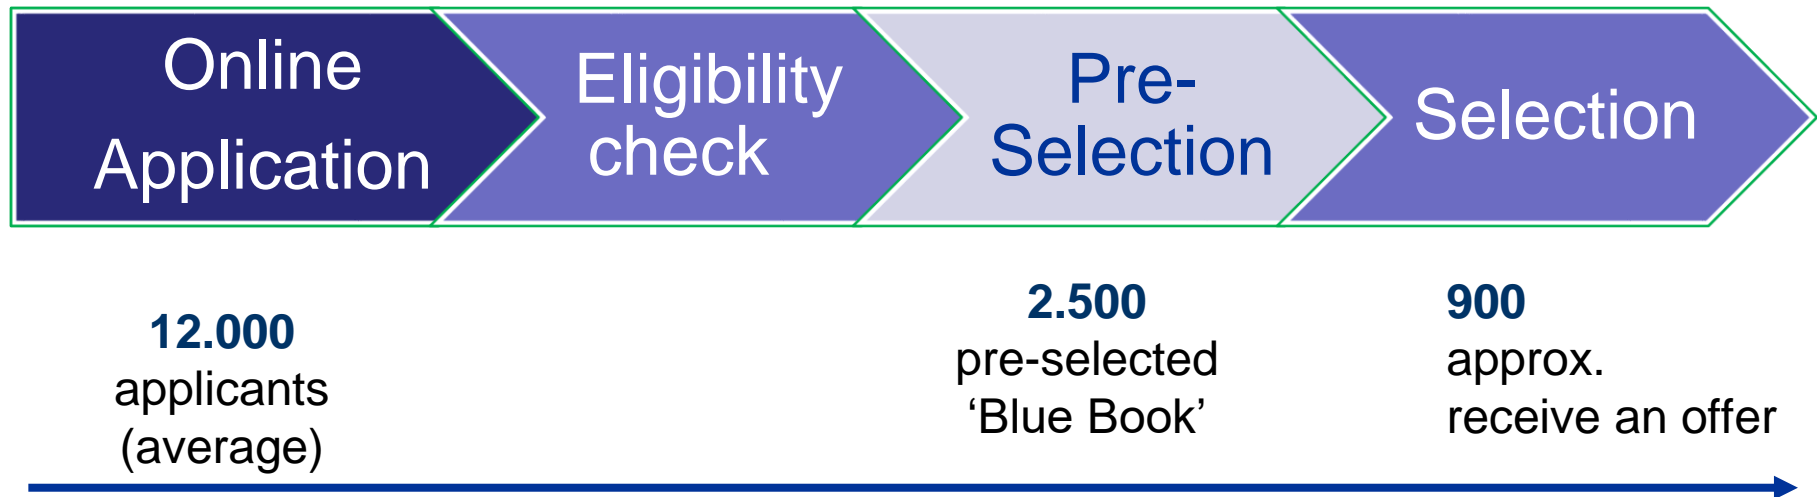 Online
Application
Eligibility
check
Pre-
Selection
Selection
12.000
applicants
(average)
2.500
pre-selected
‘Blue Book’
900
approx.
receive an offer